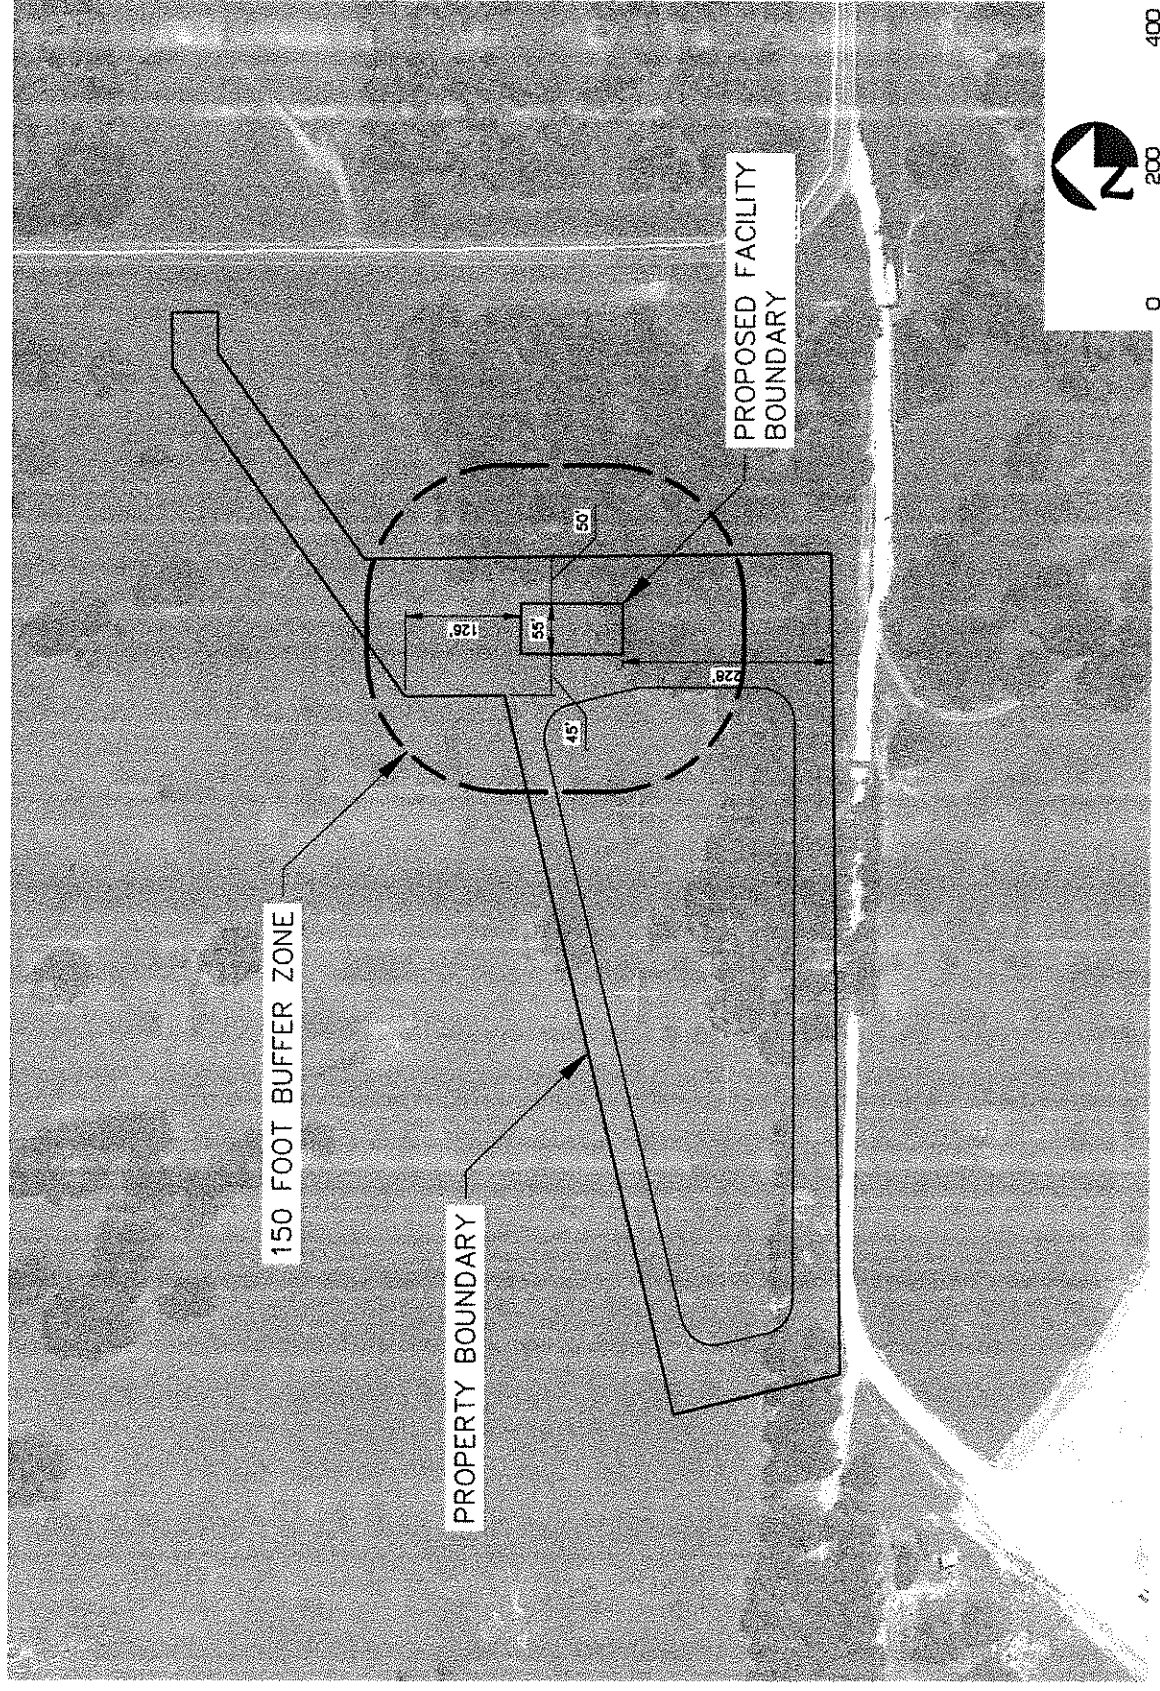 150 FOOT BUFFER ZONE
PROPERTY BOUNDARY
126'
55'
50'
45'
228'
PROPOSED FACILITY
BOUNDARY
N
0 200 400